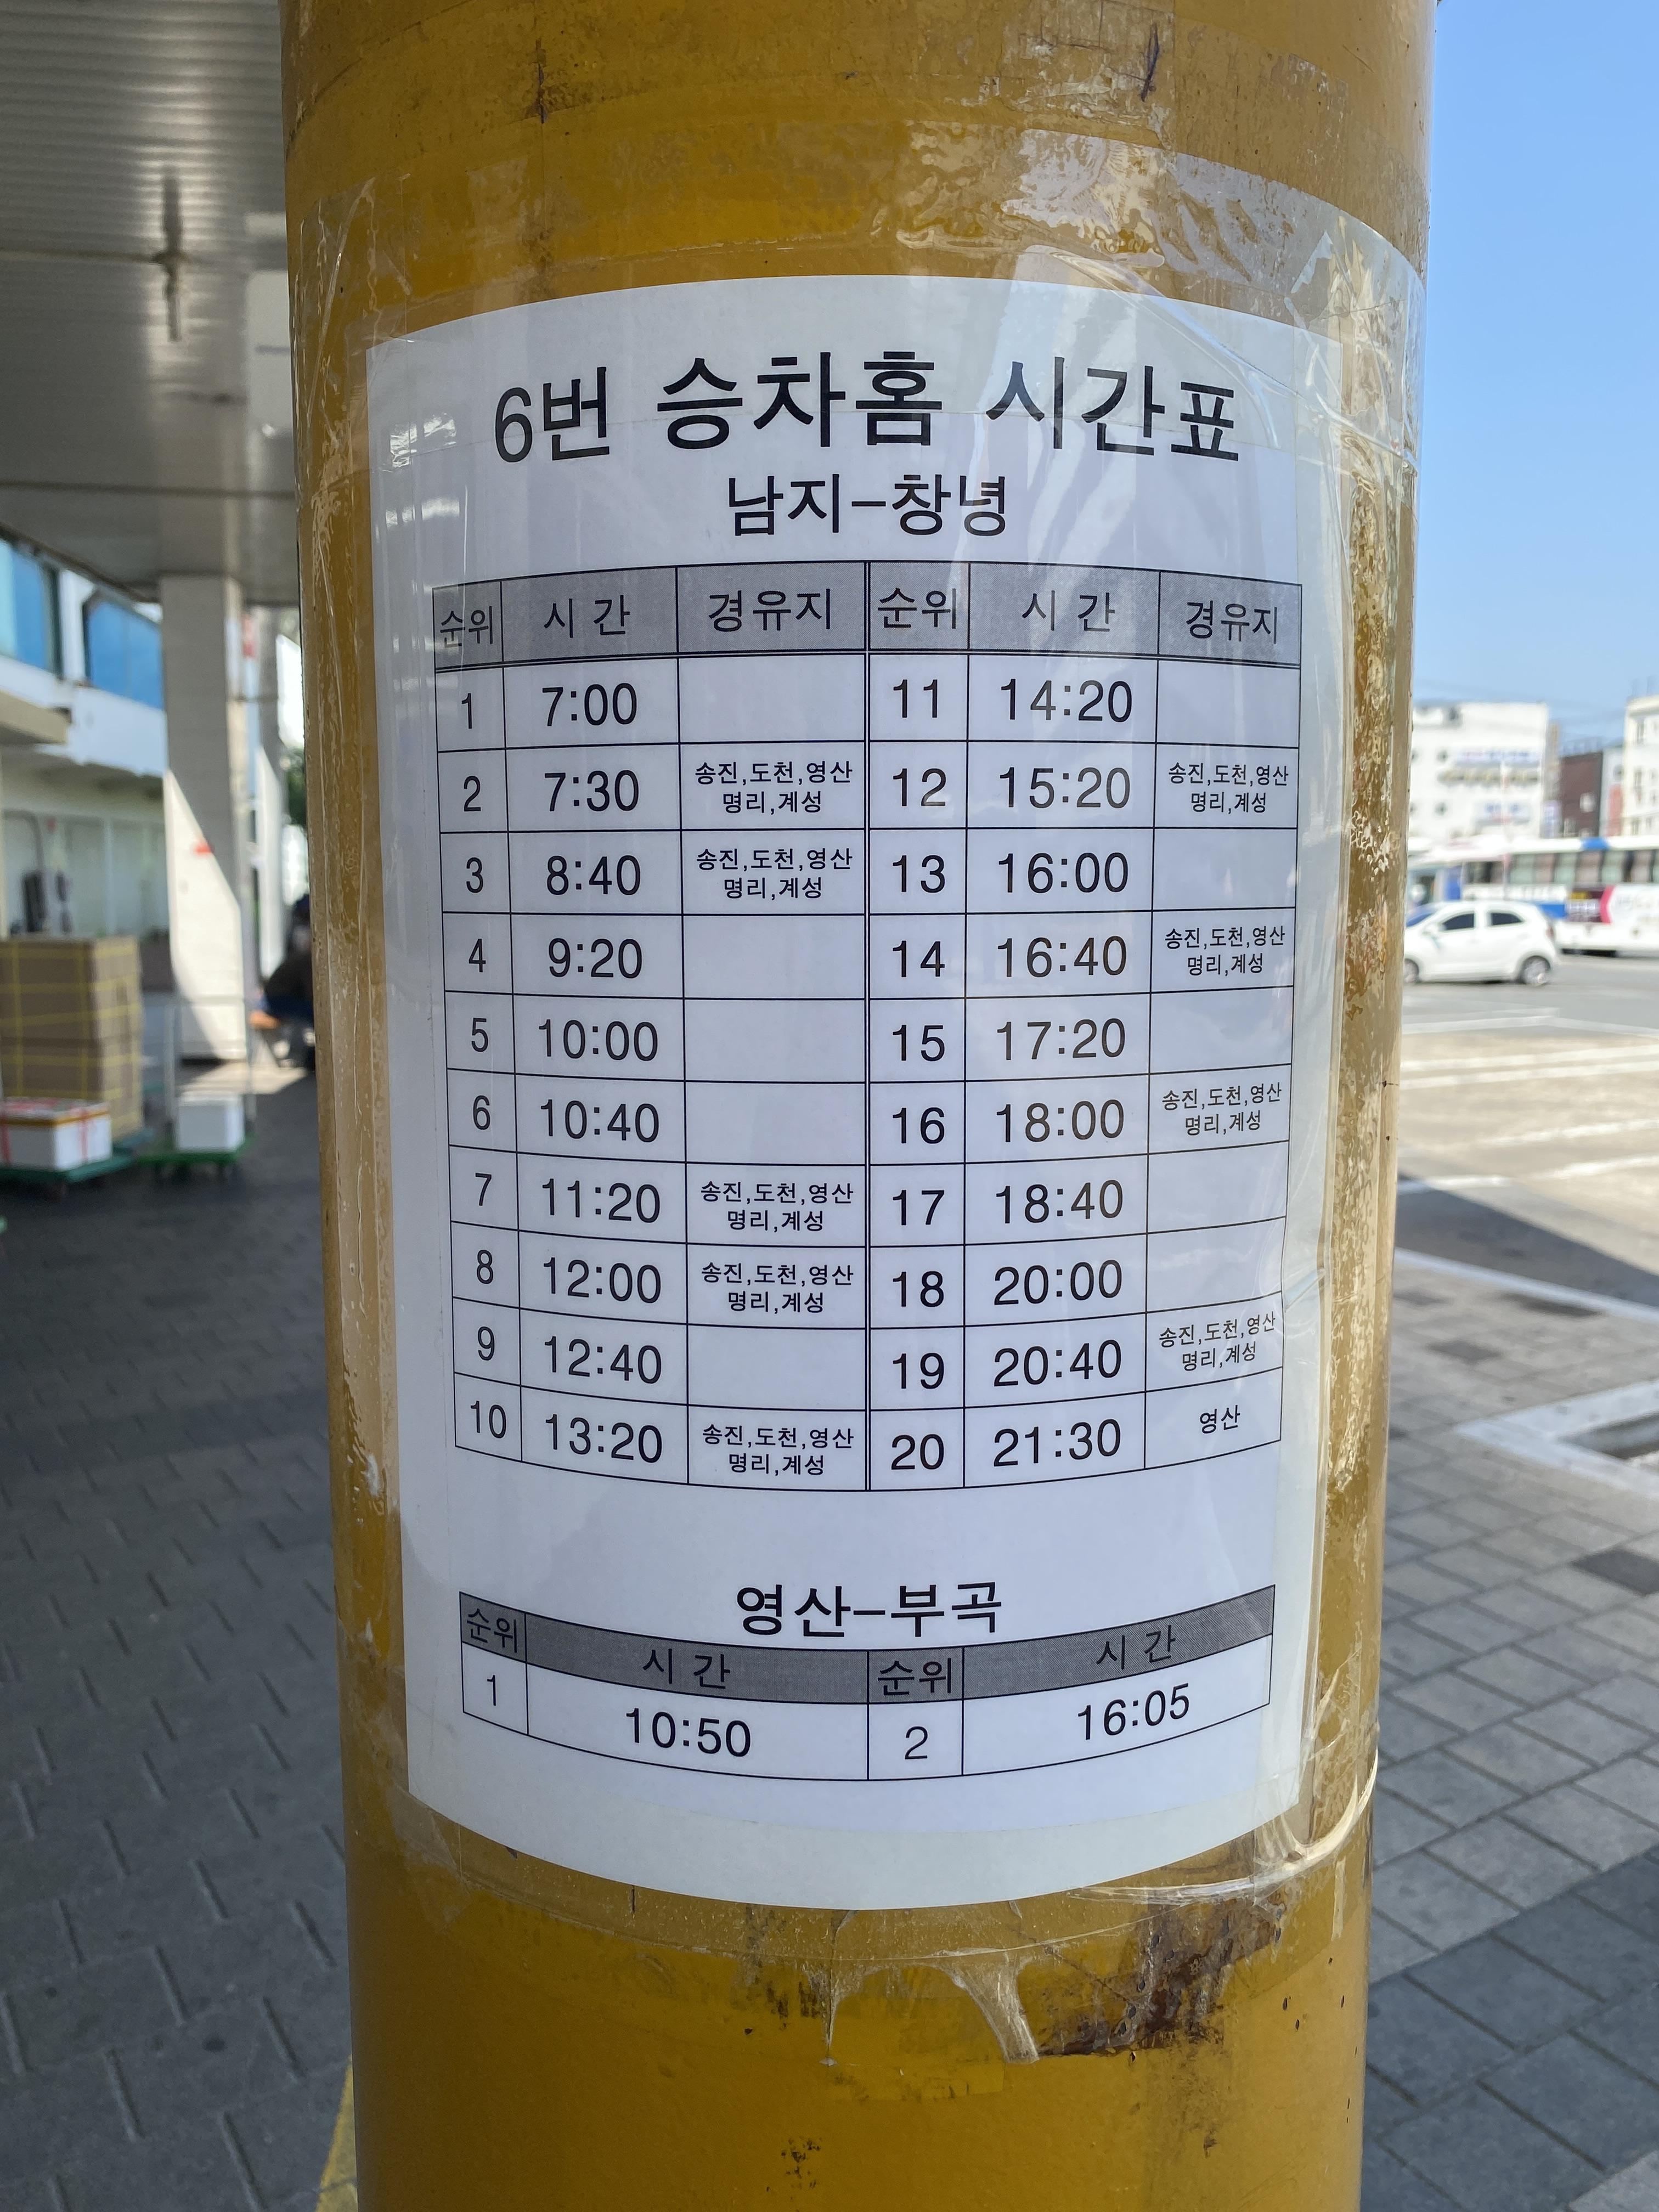 6번 승차홈 시간표
남지-창녕
순위 시 간 경유지 순위 시 간 경유지
1 7:00 11 14:20
2 7:30 송진,도천,영산 명리,계성 12 15:20 송진,도천,영산 명리,계성
3 8:40 송진,도천,영산 명리,계성 13 16:00
4 9:20 14 16:40 송진,도천,영산 명리,계성
5 10:00 15 17:20
6 10:40 16 18:00 송진,도천,영산 명리,계성
7 11:20 송진,도천,영산 명리,계성 17 18:40
8 12:00 송진,도천,영산 명리,계성 18 20:00
9 12:40 19 20:40 송진,도천,영산 명리,계성
10 13:20 송진,도천,영산 명리,계성 20 21:30 영산
영산-부곡
순위 시 간 순위 시 간
1 10:50 2 16:05